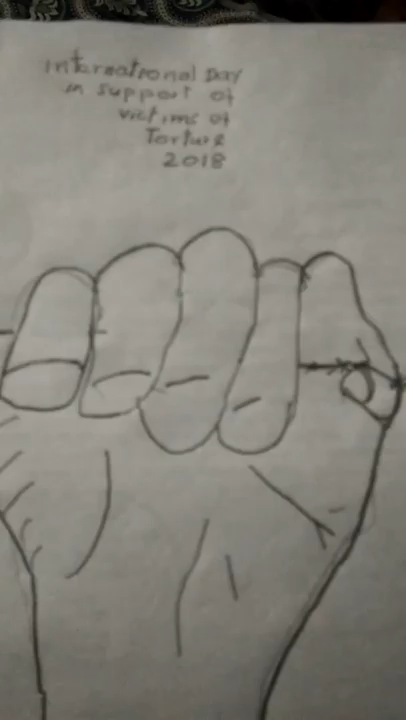 international Day
in support of
victims of
Torture
2018